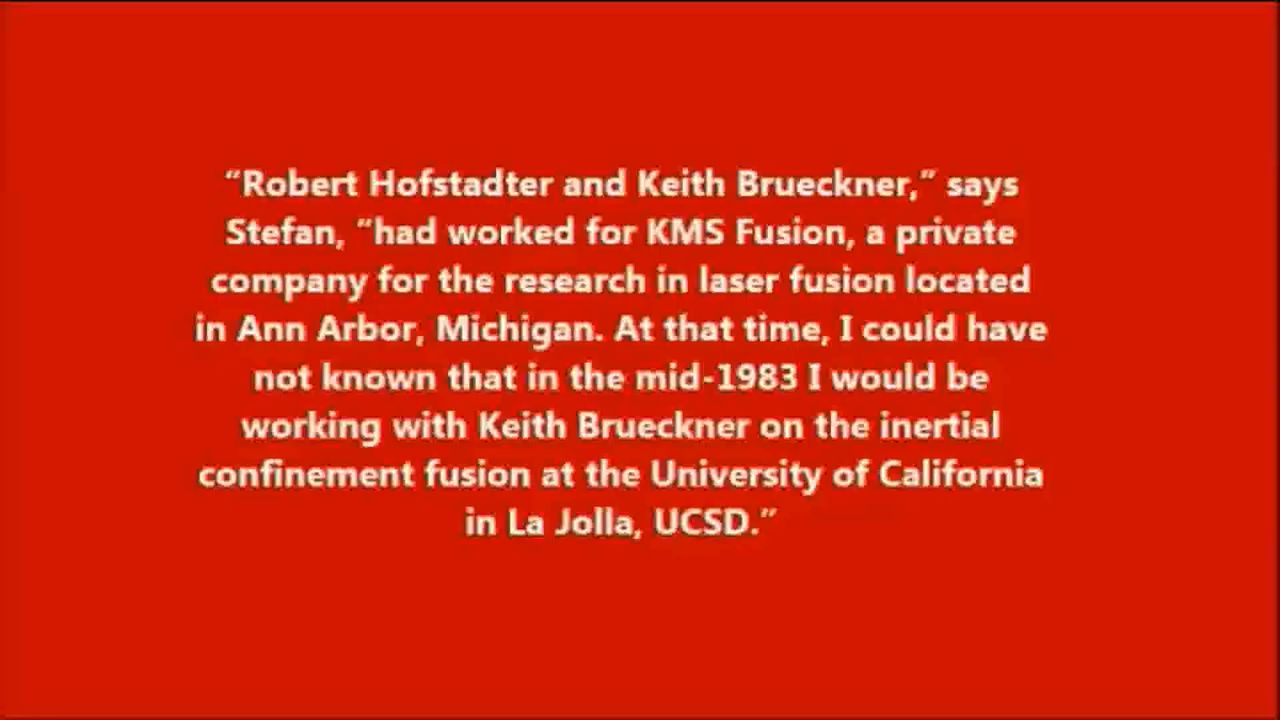 “Robert Hofstadter and Keith Brueckner,” says
Stefan, “had worked for KMS Fusion, a private
company for the research in laser fusion located
in Ann Arbor, Michigan. At that time, I could have
not known that in the mid-1983 I would be
working with Keith Brueckner on the inertial
confinement fusion at the University of California
in La Jolla, UCSD.”